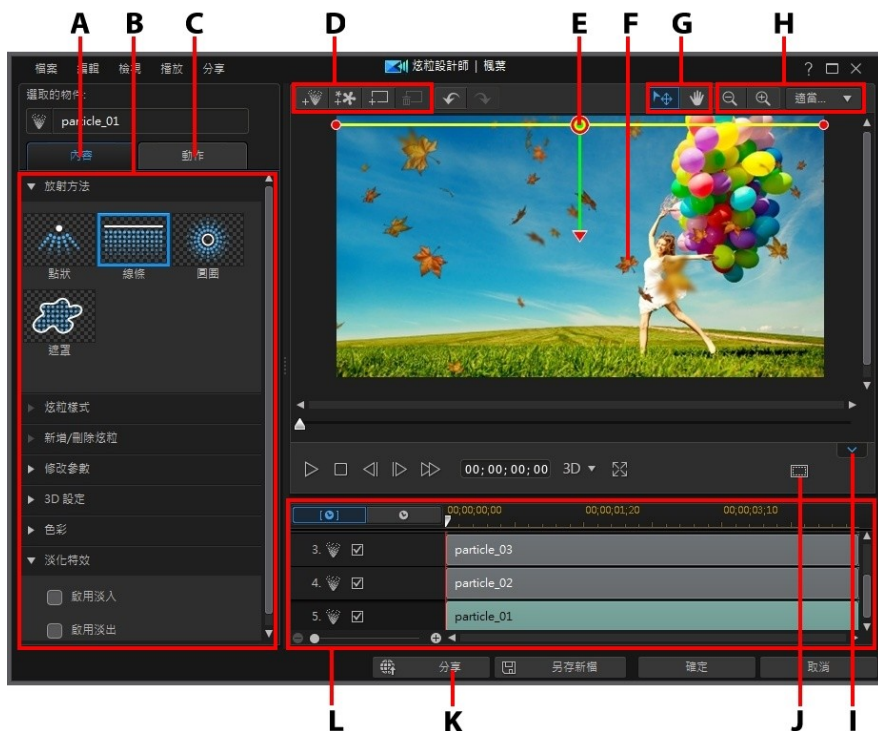 A B C D E F G H
檔案 編輯 檢視 播放 分享
炫粒設計師 | 楓葉
選取的物件:
particle_01
適當...
內容 動作
放射方法
點狀 線條 圓圈
遮罩
炫粒樣式
新增/刪除炫粒
修改參數
3D 設定
色彩
淡化特效
啟用淡入
啟用淡出
00;00;00;00 3D
00;00;00;00 00;00;01;20 00;00;03;10
3. particle_03
4. particle_02
5. particle_01
分享 另存新檔 確定 取消
L K J I